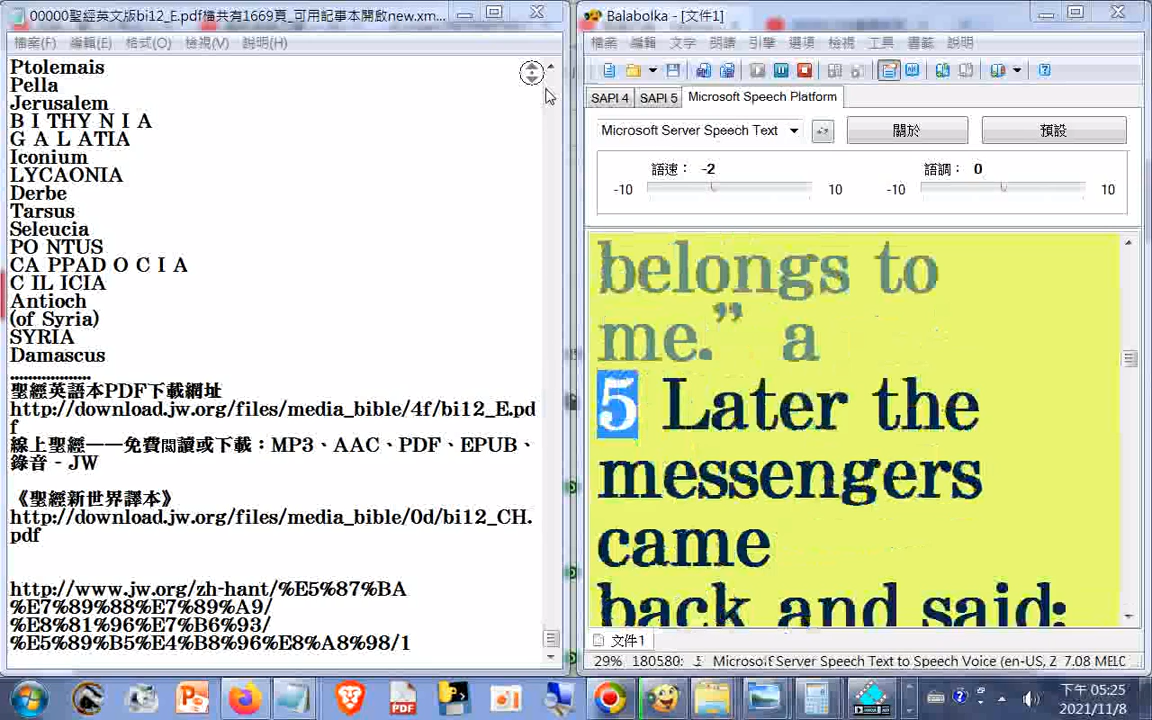 00000聖經英文版bi12_E.pdf檔共有1669頁_可用記事本開啟new.xm...
檔案(F) 編輯(E) 格式(O) 檢視(V) 說明(H)
Ptolemais
Pella
Jerusalem
B I THY N I A
G A L ATIA
Iconium
LYCAONIA
Derbe
Tarsus
Seleucia
PO NTUS
CA PPAD O C I A
C IL ICIA
Antioch
(of Syria)
SYRIA
Damascus
..................
聖經英語本PDF下載網址
http://download.jw.org/files/media_bible/4f/bi12_E.pd
f
線上聖經——免費閱讀或下載：MP3、AAC、PDF、EPUB、
錄音 - JW
《聖經新世界譯本》
http://download.jw.org/files/media_bible/0d/bi12_CH.
pdf
http://www.jw.org/zh-hant/%E5%87%BA
%E7%89%88%E7%89%A9/
%E8%81%96%E7%B6%93/
%E5%89%B5%E4%B8%96%E8%A8%98/1
Balabolka - [文件1]
檔案 編輯 文字 朗讀 引擎 選項 檢視 工具 書籤 說明
SAPI 4 SAPI 5 Microsoft Speech Platform
Microsoft Server Speech Text 關於 預設
語速： -2 語調： 0
-10 10 -10 10
belongs to
me.” a
5 Later the
messengers
came
back and said:
文件1
29% 180580: 1 Microsoft Server Speech Text to Speech Voice (en-US, Z 7.08 MELC
PDF
下午 05:25
2021/11/8